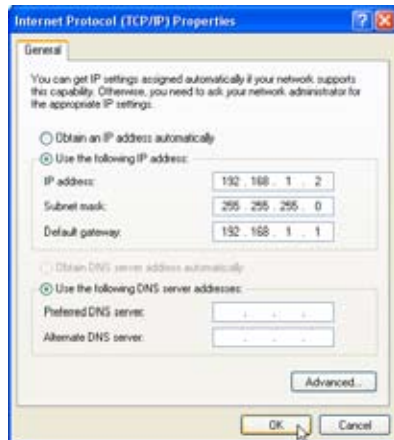 Internet Protocol (TCP/IP) Properties
General
You can get IP settings assigned automatically if your network supports
this capability. Otherwise, you need to ask your network administrator for
the appropriate IP settings.
Obtain an IP address automatically
Use the following IP address:
IP address: 192 . 168 . 1 . 2
Subnet mask: 255 . 255 . 255 . 0
Default gateway: 192 . 168 . 1 . 1
Obtain DNS server address automatically
Use the following DNS server addresses:
Preferred DNS server: . . .
Alternate DNS server: . . .
Advanced...
OK Cancel